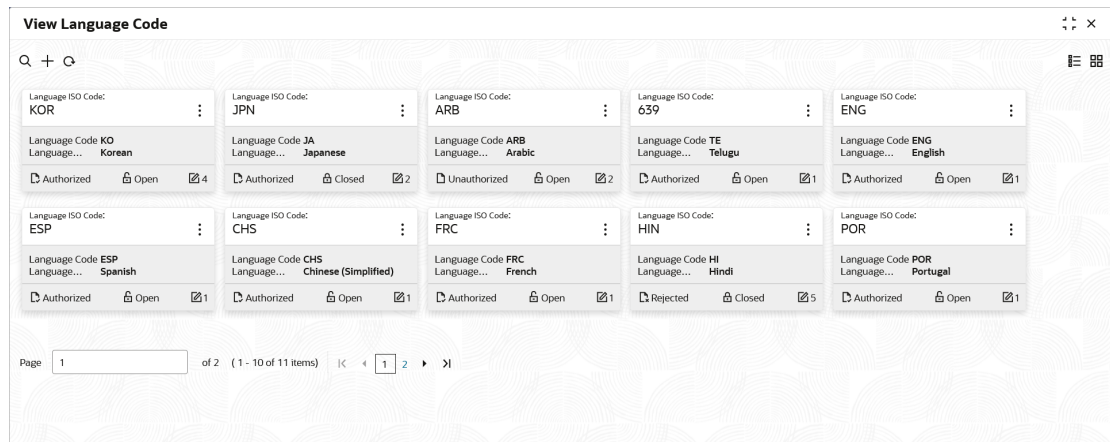 View Language Code
Language ISO Code: Language ISO Code: Language ISO Code: Language ISO Code: Language ISO Code:
KOR JPN ARB 639 ENG
Language Code KO Language Code JA Language Code ARB Language Code TE Language Code ENG
Language... Korean Language... Japanese Language... Arabic Language... Telugu Language... English
Authorized Open 4 Authorized Closed 2 Unauthorized Open 2 Authorized Open 1 Authorized Open 1
Language ISO Code: Language ISO Code: Language ISO Code: Language ISO Code: Language ISO Code:
ESP CHS FRC HIN POR
Language Code ESP Language Code CHS Language Code FRC Language Code HI Language Code POR
Language... Spanish Language... Chinese (Simplified) Language... French Language... Hindi Language... Portugal
Authorized Open 1 Authorized Open 1 Authorized Open 1 Rejected Closed 5 Authorized Open 1
Page 1 of 2 ( 1 - 10 of 11 items) 1 2